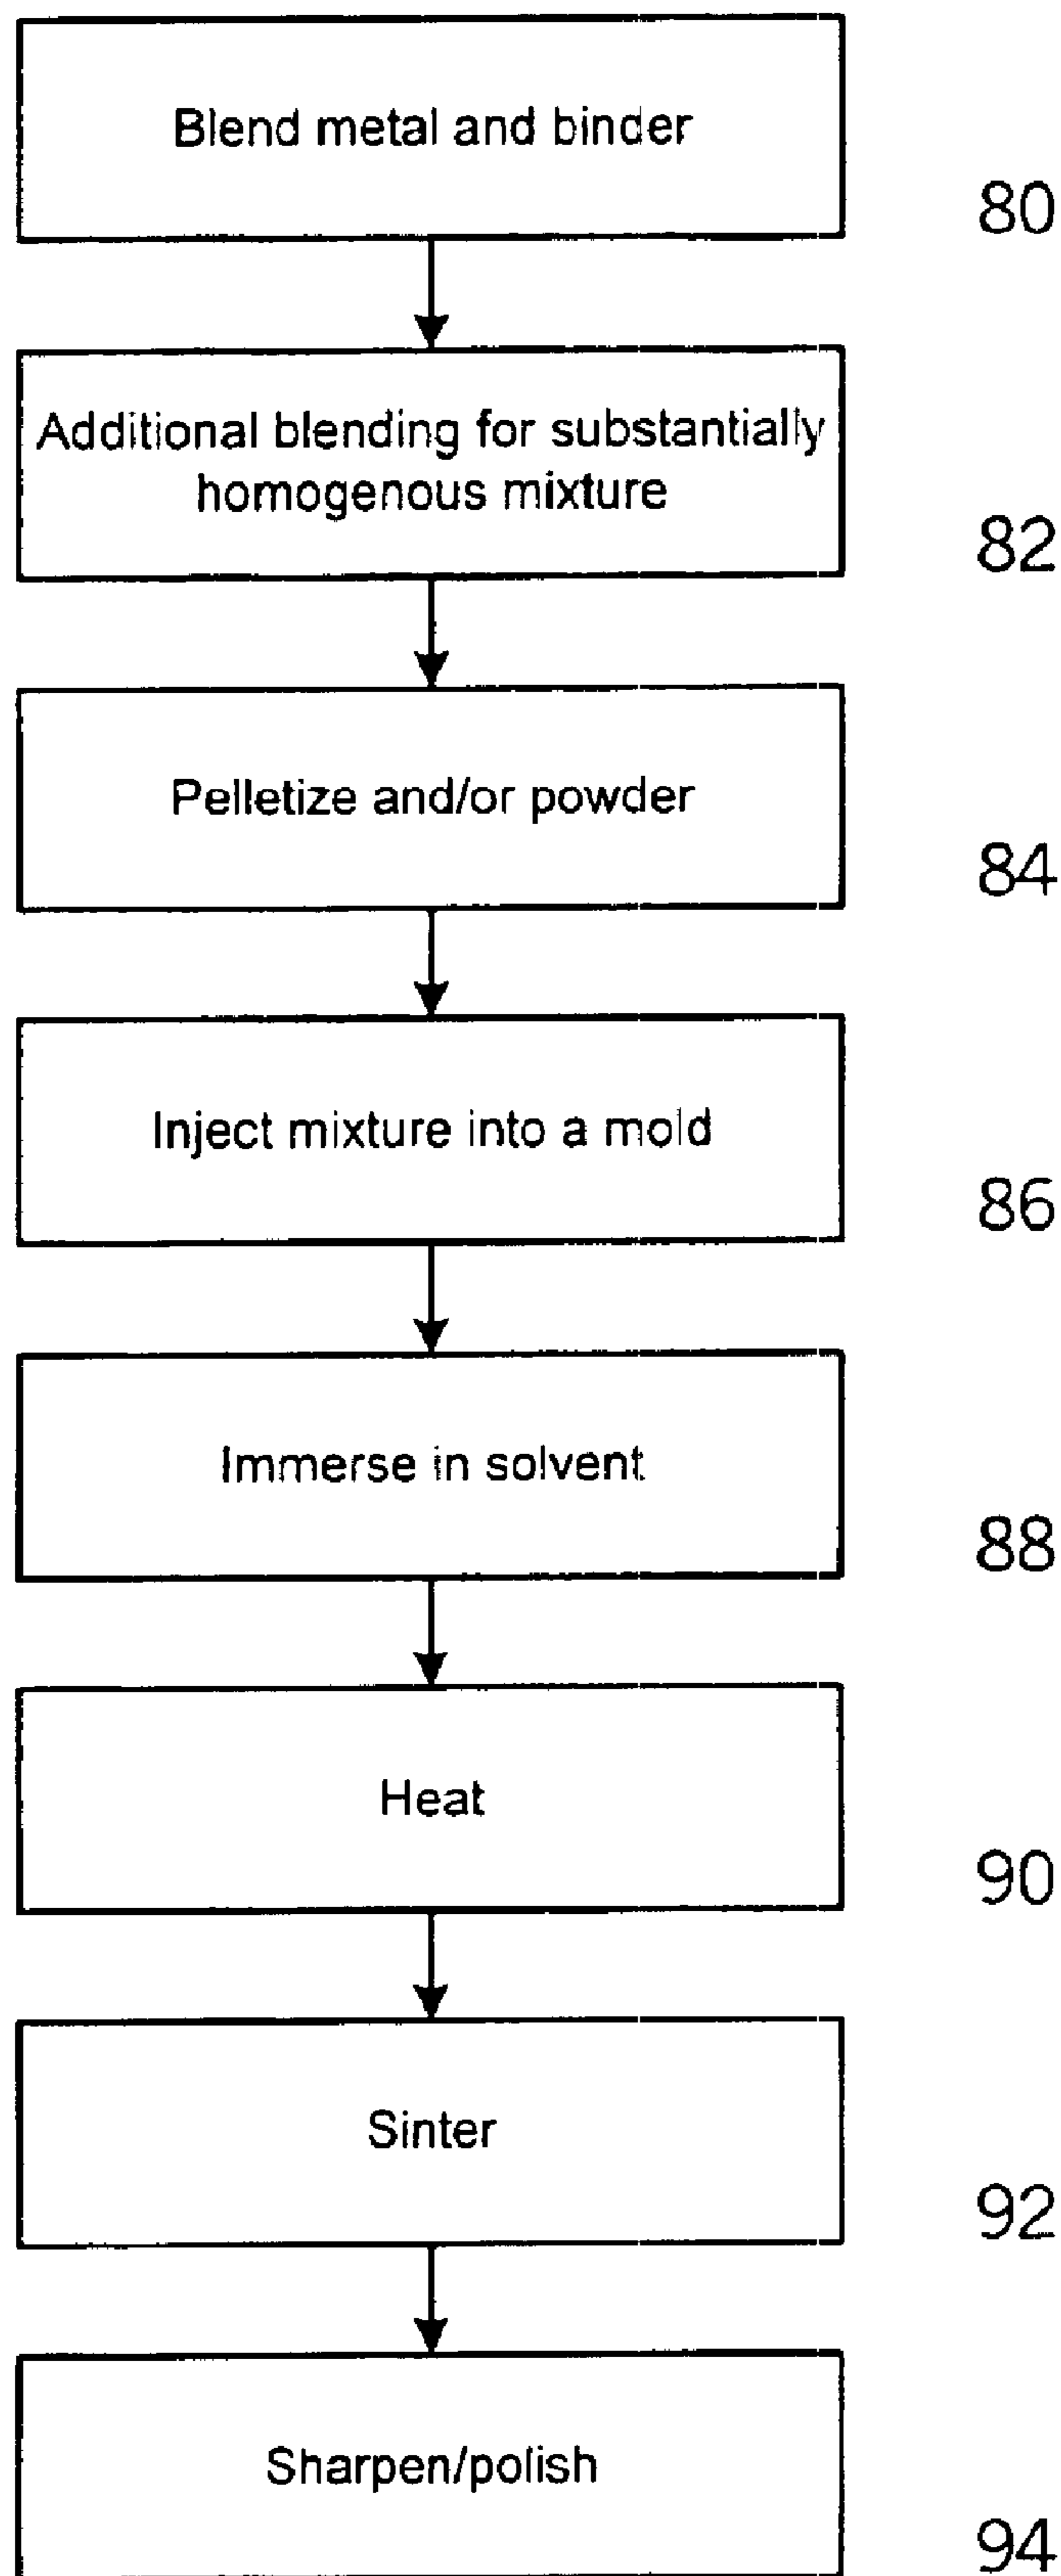 Blend metal and binder
80
Additional blending for substantially
homogenous mixture
82
Pelletize and/or powder
84
Inject mixture into a mold
86
Immerse in solvent
88
Heat
90
Sinter
92
Sharpen/polish
94